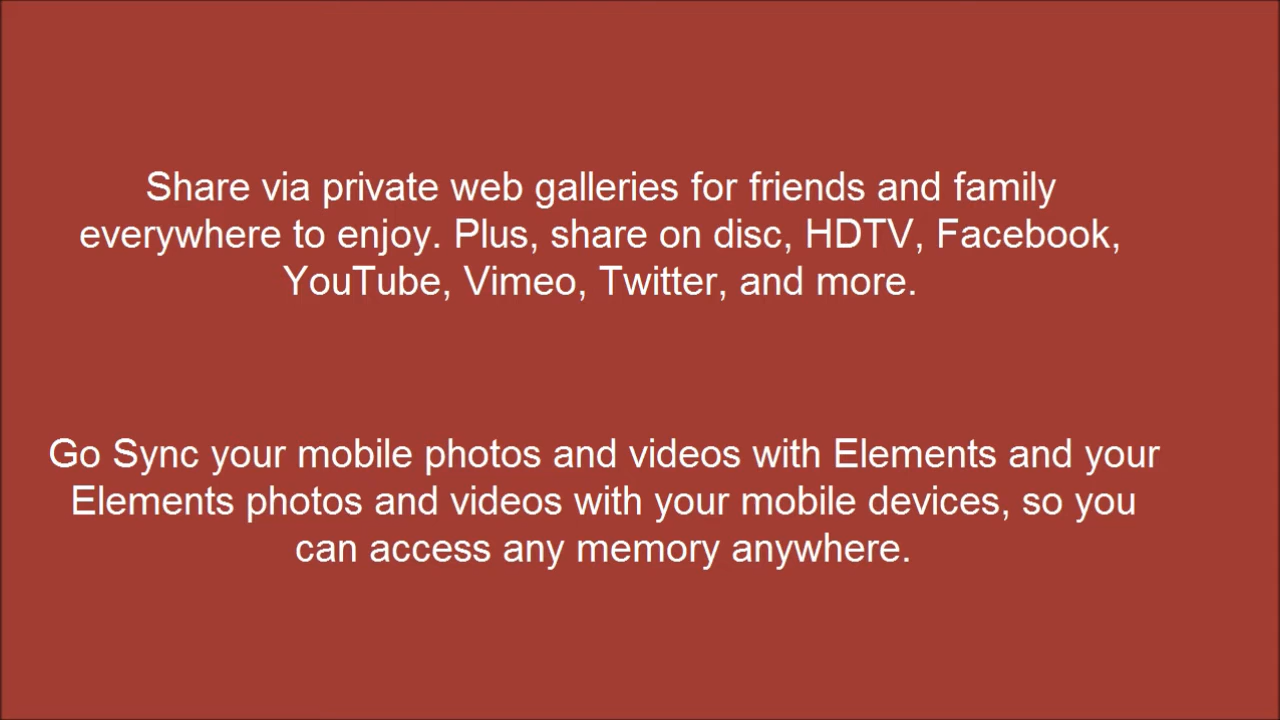 Share via private web galleries for friends and family
everywhere to enjoy. Plus, share on disc, HDTV, Facebook,
YouTube, Vimeo, Twitter, and more.
Go Sync your mobile photos and videos with Elements and your
Elements photos and videos with your mobile devices, so you
can access any memory anywhere.